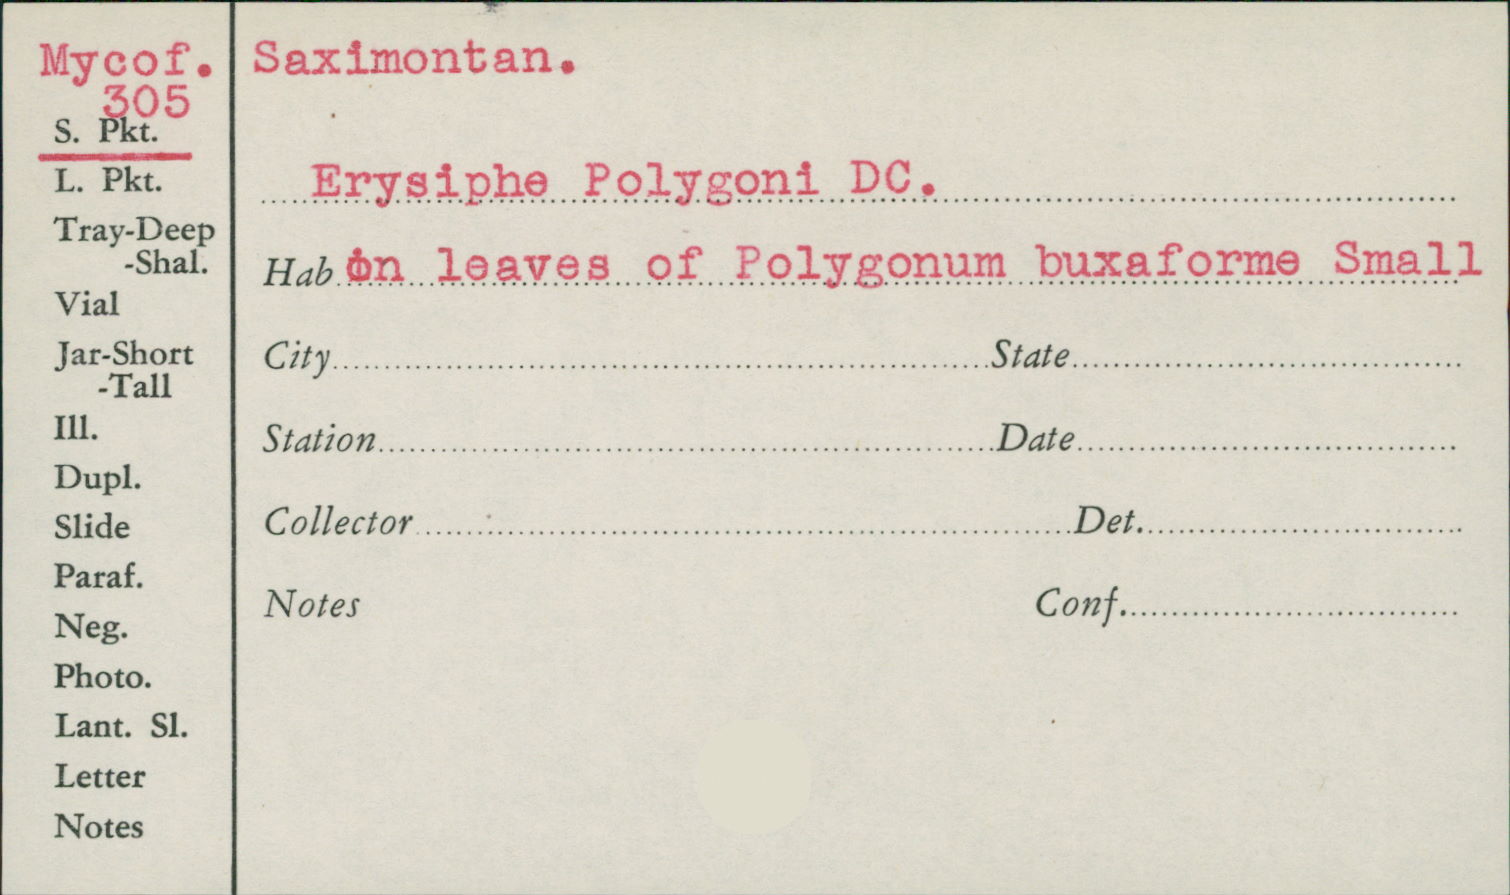 Mycof. Saximontan.
305
S. Pkt.
L. Pkt.
Tray-Deep
-Shal.
Vial
Jar-Short
-Tall
Ill.
Dupl.
Slide
Paraf.
Neg.
Photo.
Lant. Sl.
Letter
Notes
Erysiphe Polygoni DC.
Hab On leaves of Polygonum buxaforme Small
City State
Station Date
Collector Det.
Notes Conf.